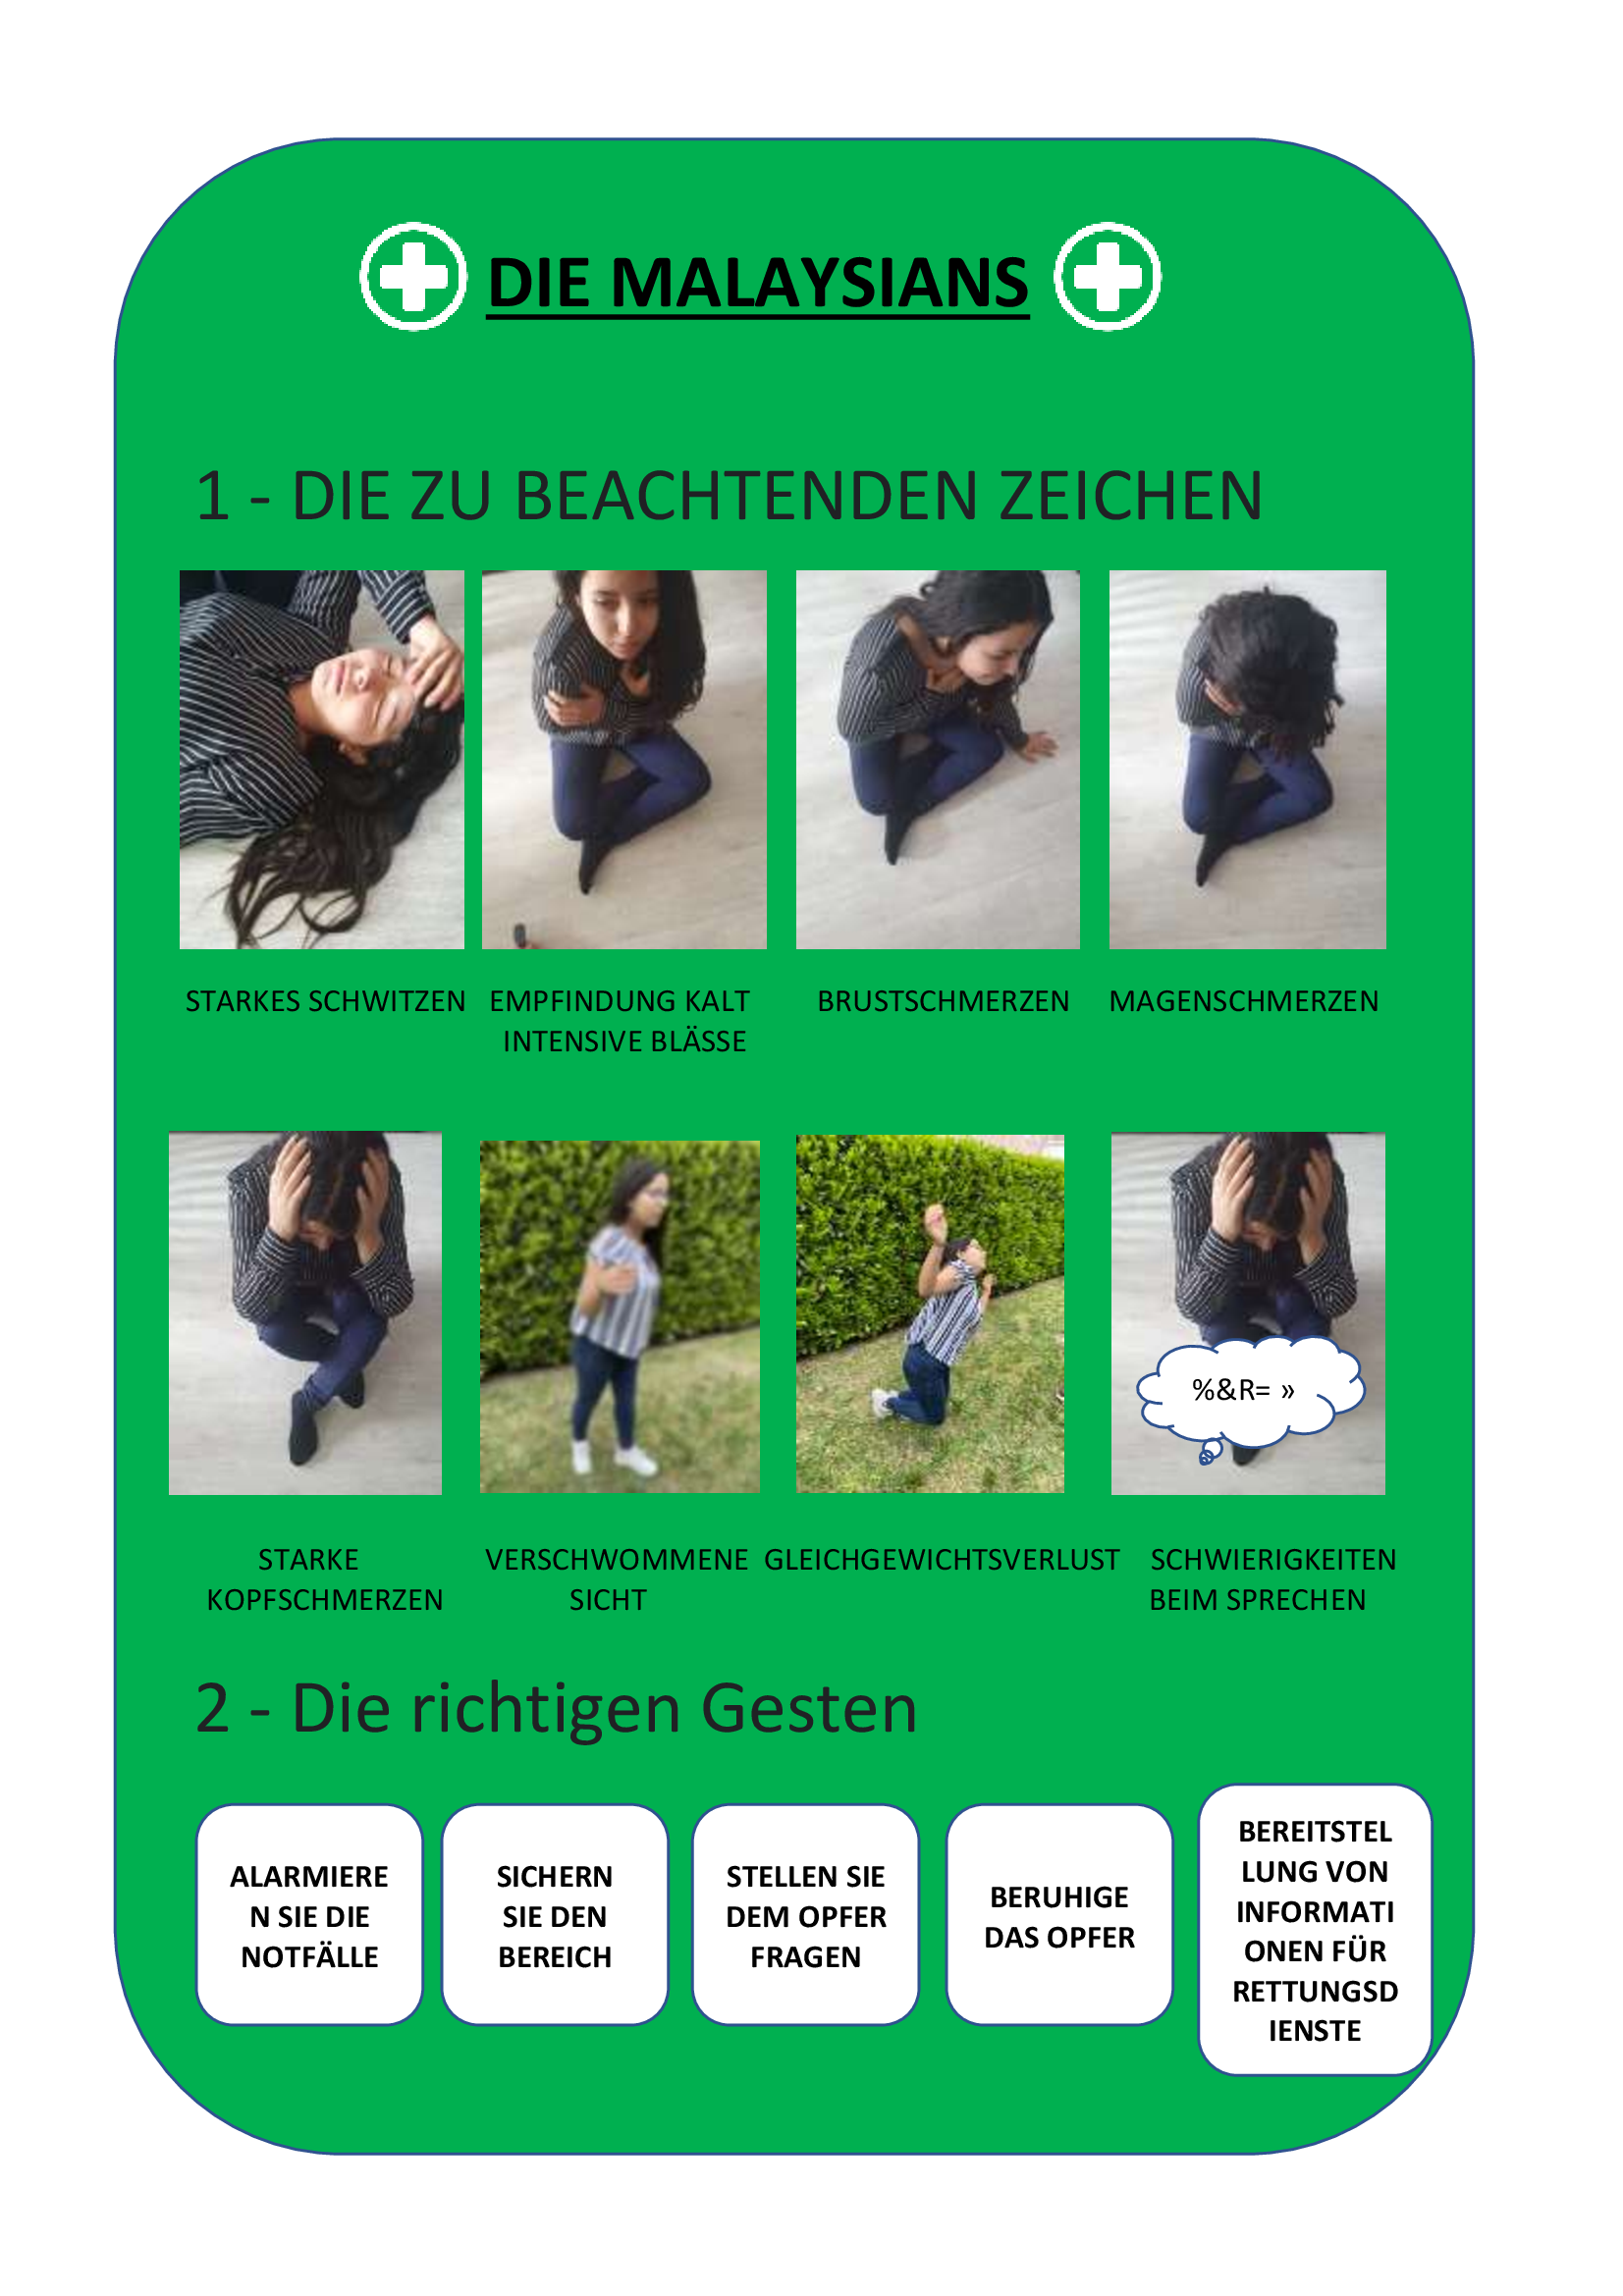 DIE MALAYSIANS
1 - DIE ZU BEACHTENDEN ZEICHEN
STARKES SCHWITZEN
EMPFINDUNG KALT
INTENSIVE BLÄSSE
BRUSTSCHMERZEN
MAGENSCHMERZEN
%&R= »
STARKE
KOPFSCHMERZEN
VERSCHWOMMENE
SICHT
GLEICHGEWICHTSVERLUST
SCHWIERIGKEITEN
BEIM SPRECHEN
2 - Die richtigen Gesten
ALARMIERE
N SIE DIE
NOTFÄLLE
SICHERN
SIE DEN
BEREICH
STELLEN SIE
DEM OPFER
FRAGEN
BERUHIGE
DAS OPFER
BEREITSTEL
LUNG VON
INFORMATI
ONEN FÜR
RETTUNGSD
IENSTE